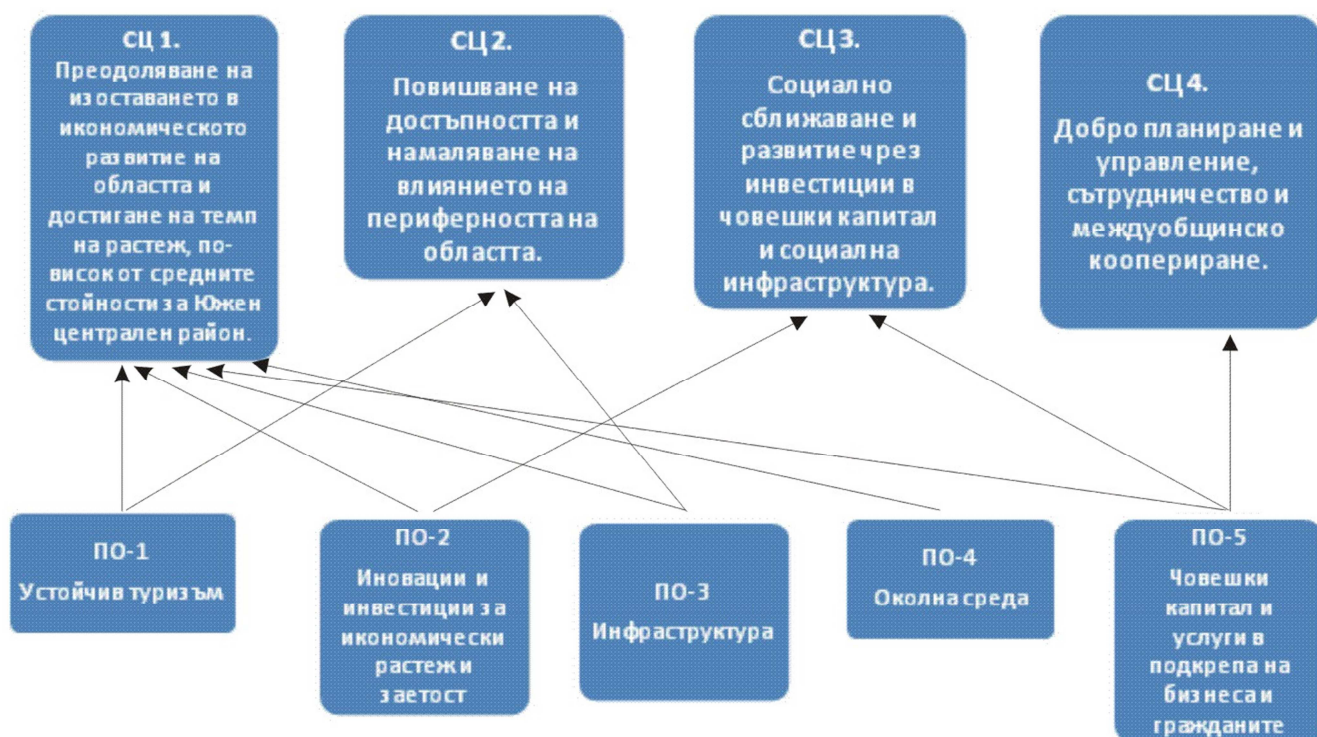 СЦ 1.
Преодоляване на
изоставането в
икономическото
развитие на
областта и
достигане на темп
на растеж, по-
висок от средните
стойности за Южен
централен район.
СЦ 2.
Повишване на
достъпността и
намаляване на
влиянието на
периферността на
областта.
СЦ 3.
Социално
сближаване и
развитие чрез
инвестиции в
човешки капитал
и социална
инфраструктура.
СЦ 4.
Добро планиране и
управление,
сътрудничество и
междуобщинско
коопериране.
ПО-1
Устойчив туризъм
ПО-2
Иновации и
инвестиции за
икономически
растеж и
заетост
ПО-3
Инфраструктура
ПО-4
Околна среда
ПО-5
Човешки
капитал и
услуги в
подкрепа на
бизнеса и
гражданите